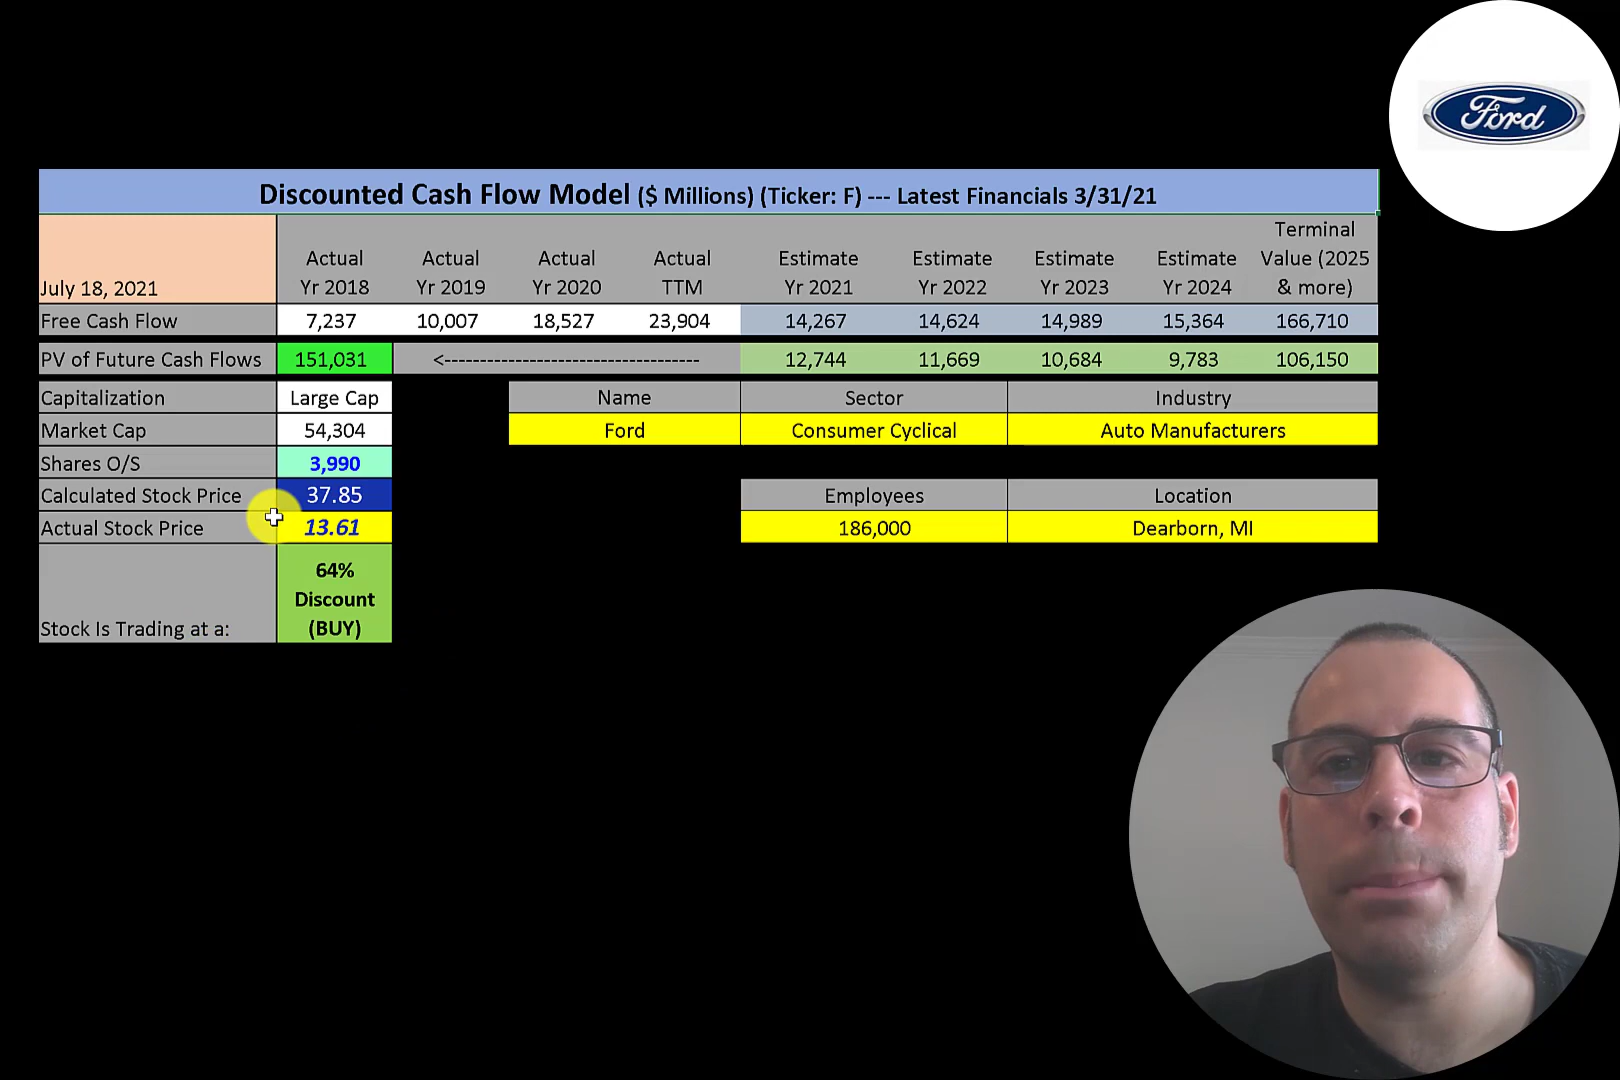 Ford
Discounted Cash Flow Model ($ Millions) (Ticker: F) --- Latest Financials 3/31/21
July 18, 2021 Actual Yr 2018 Actual Yr 2019 Actual Yr 2020 Actual TTM Estimate Yr 2021 Estimate Yr 2022 Estimate Yr 2023 Estimate Yr 2024 Terminal Value (2025 & more)
Free Cash Flow 7,237 10,007 18,527 23,904 14,267 14,624 14,989 15,364 166,710
PV of Future Cash Flows 151,031 <------------------------------------ 12,744 11,669 10,684 9,783 106,150
Capitalization Large Cap Name Sector Industry
Market Cap 54,304 Ford Consumer Cyclical Auto Manufacturers
Shares O/S 3,990
Calculated Stock Price 37.85 Employees Location
Actual Stock Price 13.61 186,000 Dearborn, MI
Stock Is Trading at a: 64% Discount (BUY)